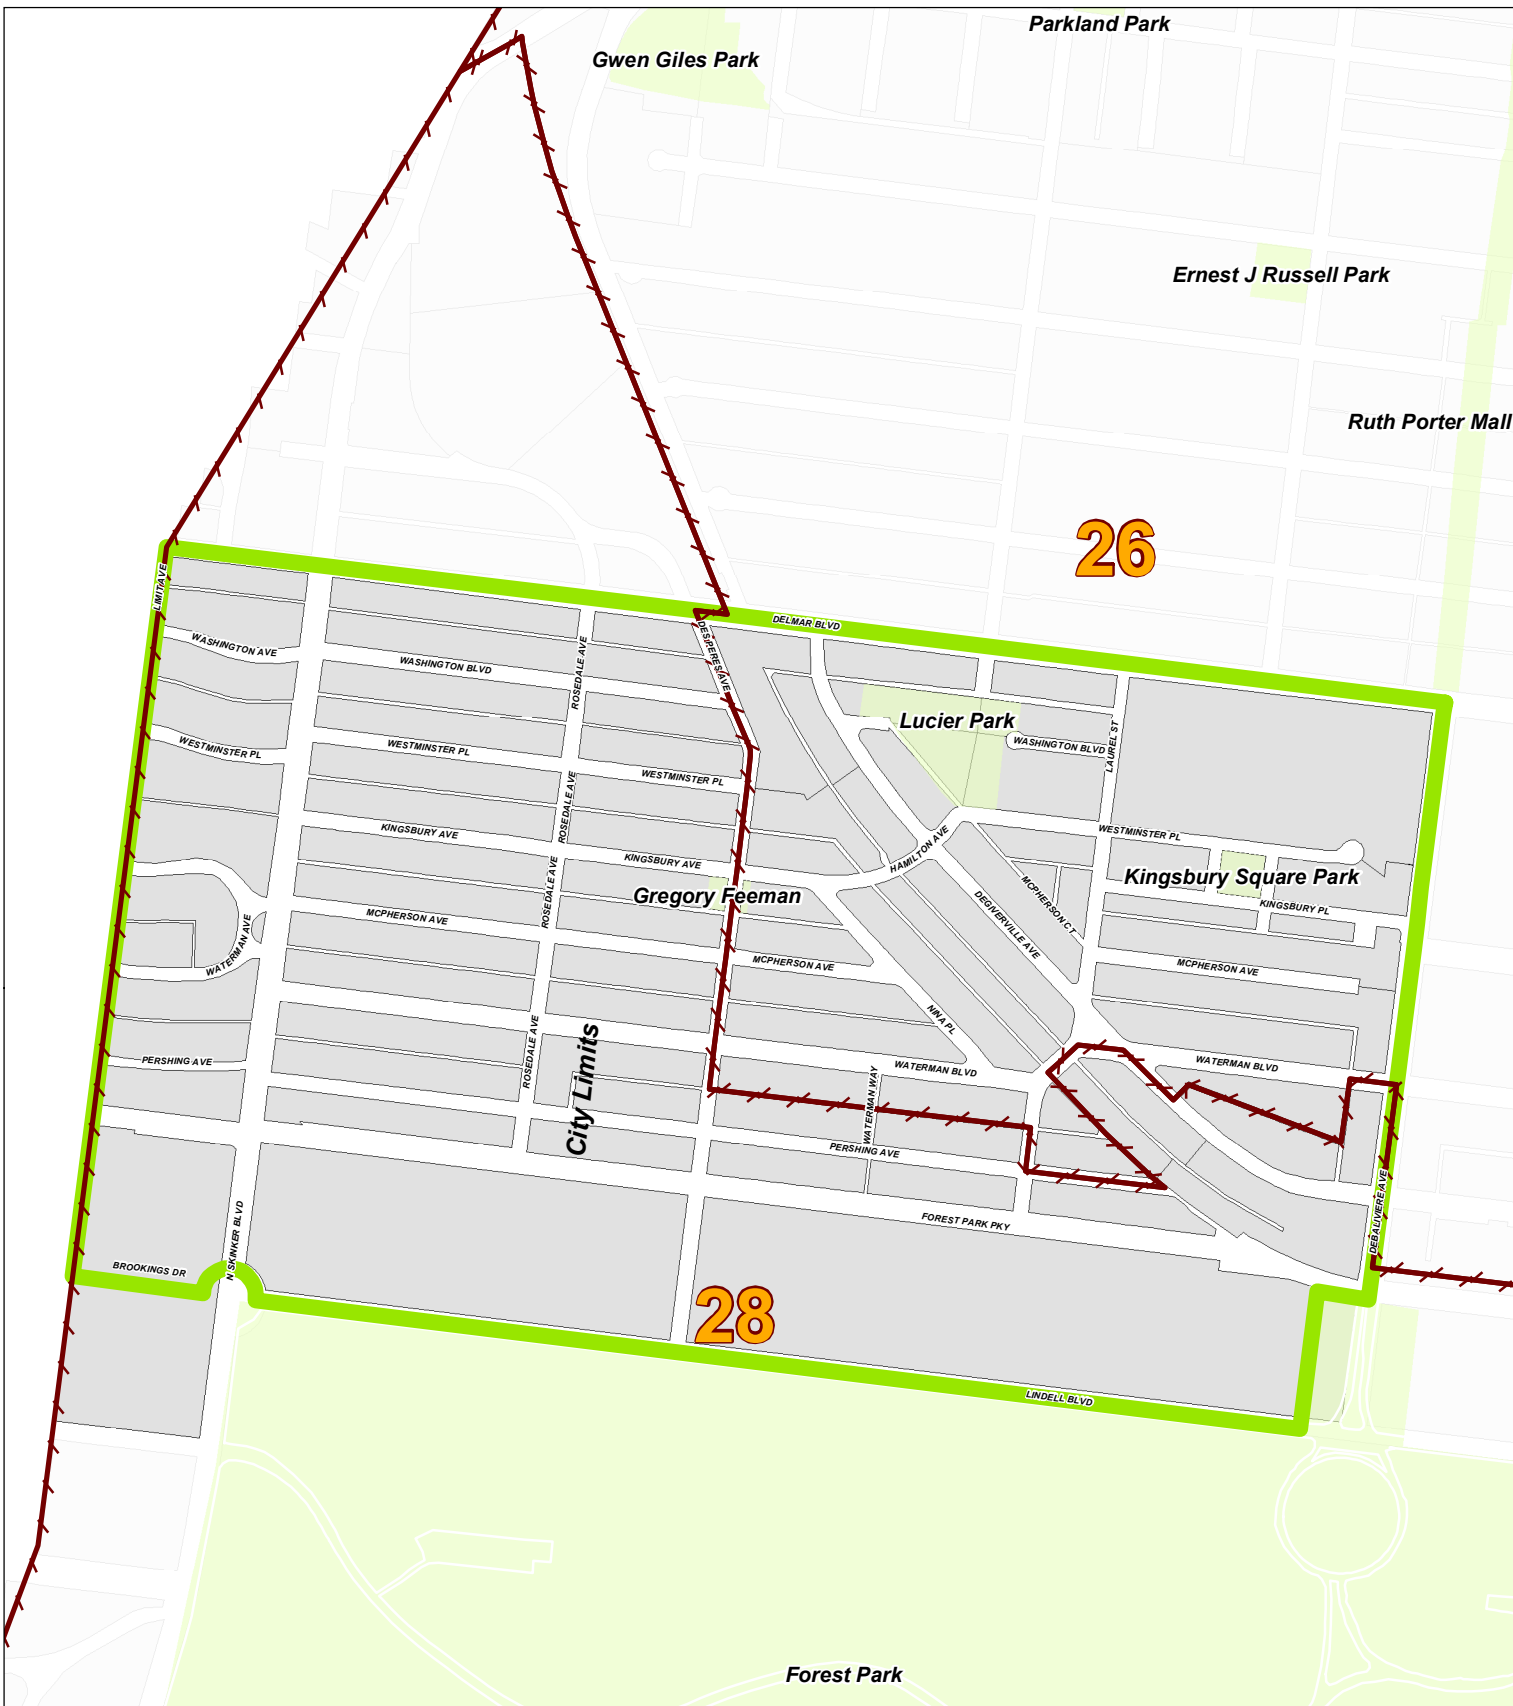 Parkland Park
Gwen Giles Park
Ernest J Russell Park
Ruth Porter Mall
26
LIMIT AVE
DELMAR BLVD
DES PERES AVE
WASHINGTON AVE
WASHINGTON BLVD
ROSEDALE AVE
Lucier Park
WASHINGTON BLVD
LAUREL ST
WESTMINSTER PL
WESTMINSTER PL
WESTMINSTER PL
ROSEDALE AVE
KINGSBURY AVE
KINGSBURY AVE
HAMILTON AVE
WESTMINSTER PL
Kingsbury Square Park
Gregory Feeman
ROSEDALE AVE
MCPHERSON AVE
WATERMAN AVE
MCPHERSON CT
DEGIVERVILLE AVE
KINGSBURY PL
MCPHERSON AVE
MCPHERSON AVE
NINA PL
PERSHING AVE
ROSEDALE AVE
City Limits
WATERMAN BLVD
WATERMAN BLVD
WATERMAN WAY
PERSHING AVE
DEBALIVIERE AVE
FOREST PARK PKY
N SKINKER BLVD
BROOKINGS DR
28
LINDELL BLVD
Forest Park